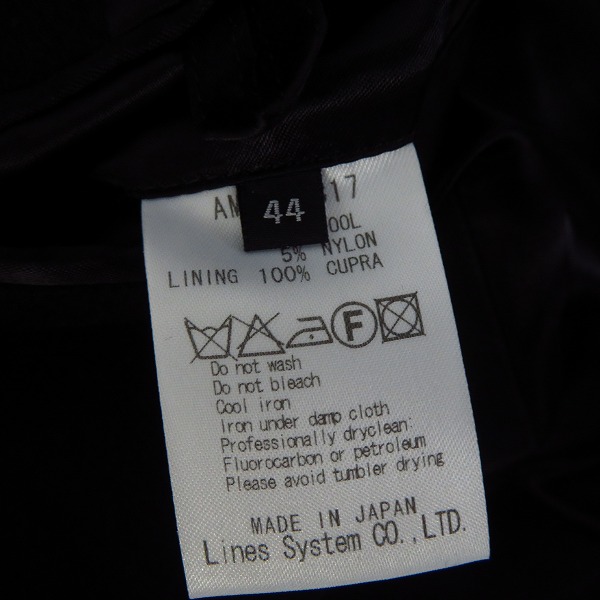 44
5% NYLON
LINING 100% CUPRA
F
Do not wash
Do not bleach
Cool iron
Iron under damp cloth
Professionally dryclean:
Fluorocarbon or petroleum
Please avoid tumbler drying
MADE IN JAPAN
Lines System CO.,LTD.